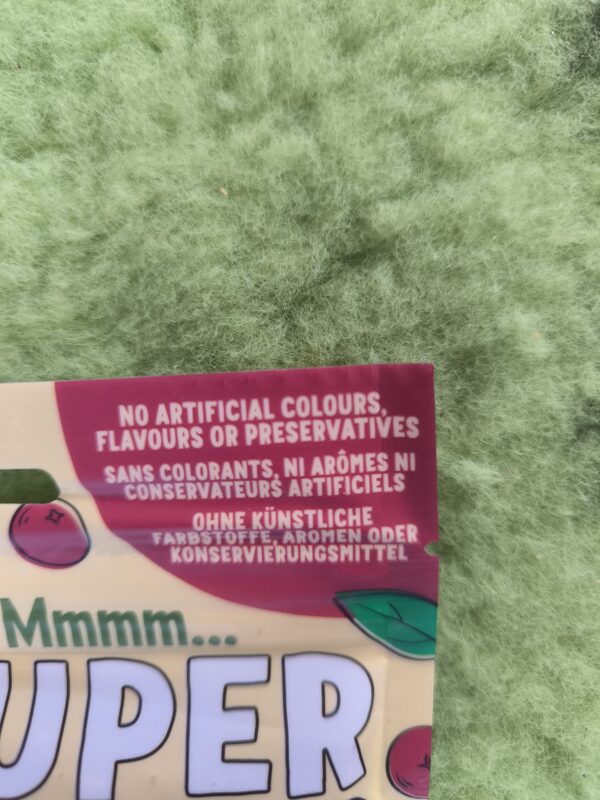 NO ARTIFICIAL COLOURS,
FLAVOURS OR PRESERVATIVES
SANS COLORANTS, NI ARÔMES NI
CONSERVATEURS ARTIFICIELS
OHNE KÜNSTLICHE
FARBSTOFFE, AROMEN ODER
KONSERVIERUNGSMITTEL
Mmmm...
UPER